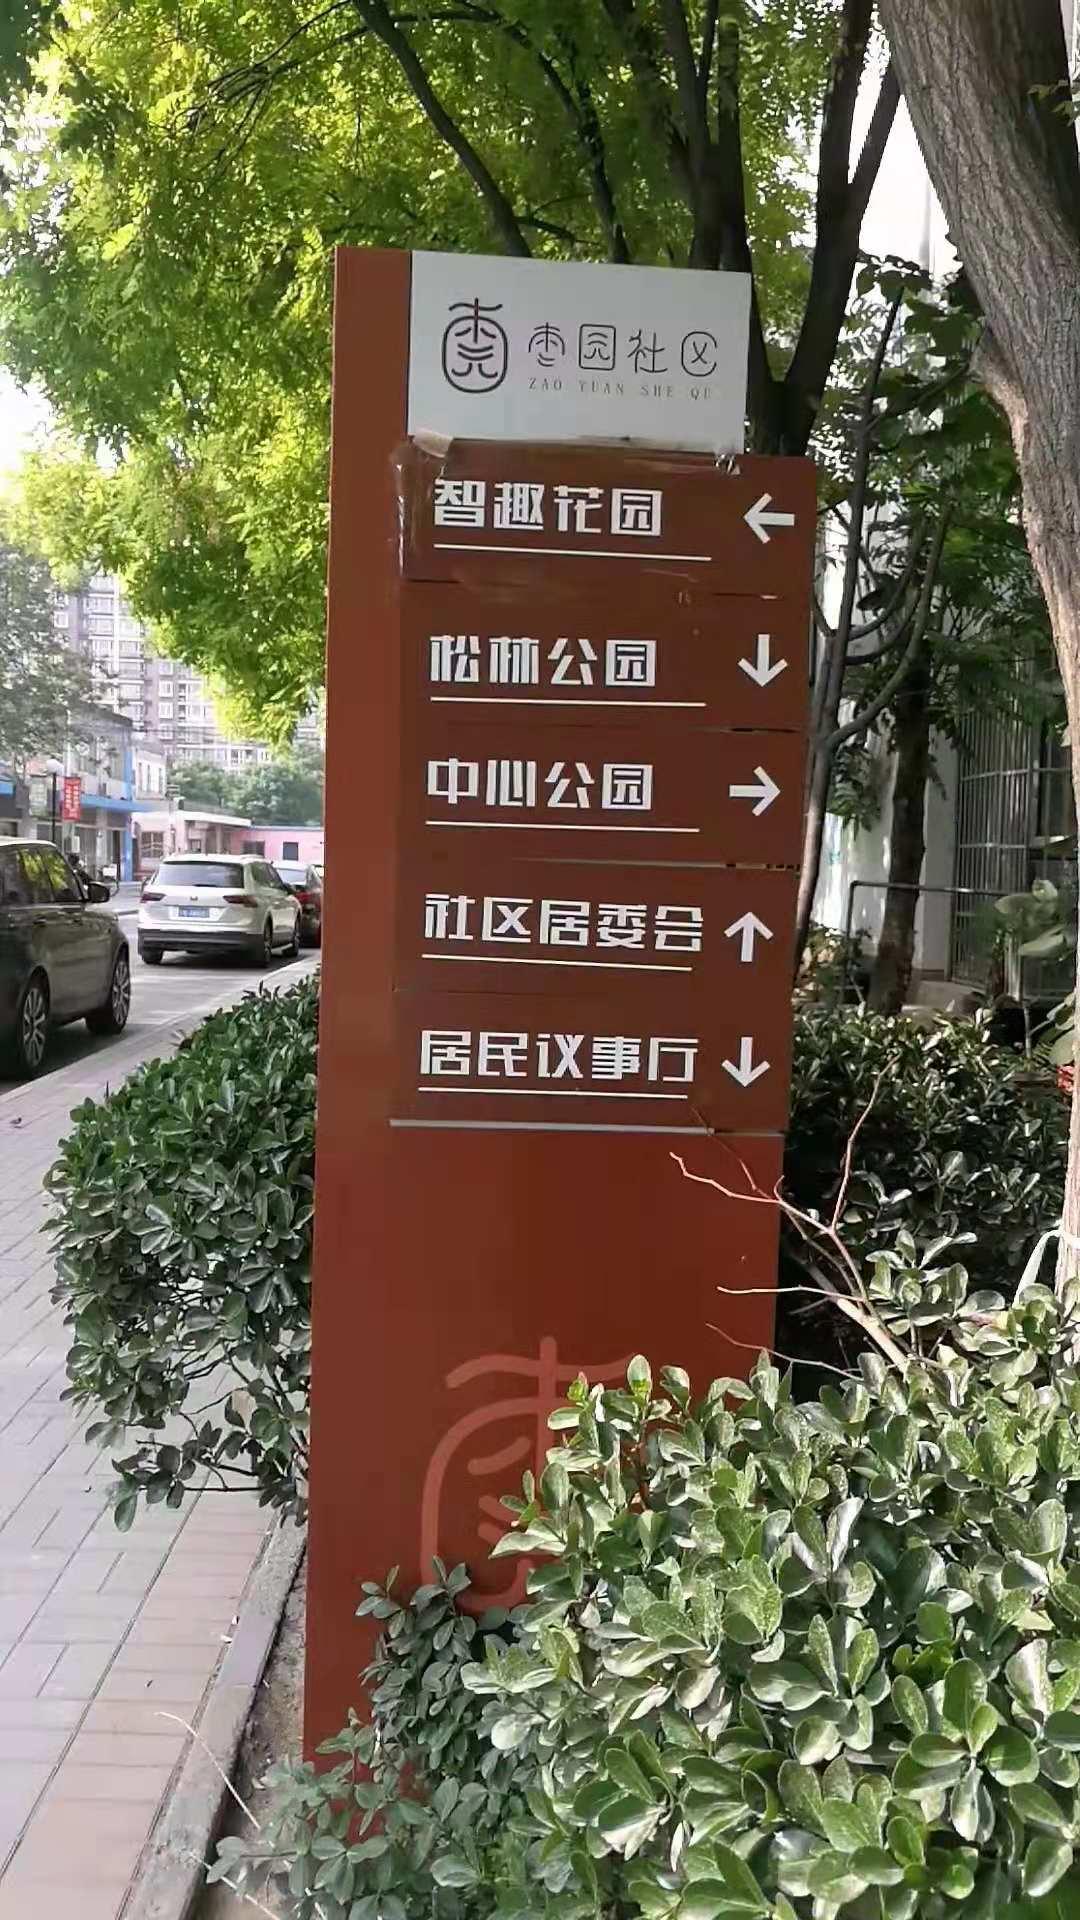 枣园社区
ZAO YUAN SHE QU
智趣花园 ←
松林公园 ↓
中心公园 →
社区居委会 ↑
居民议事厅 ↓